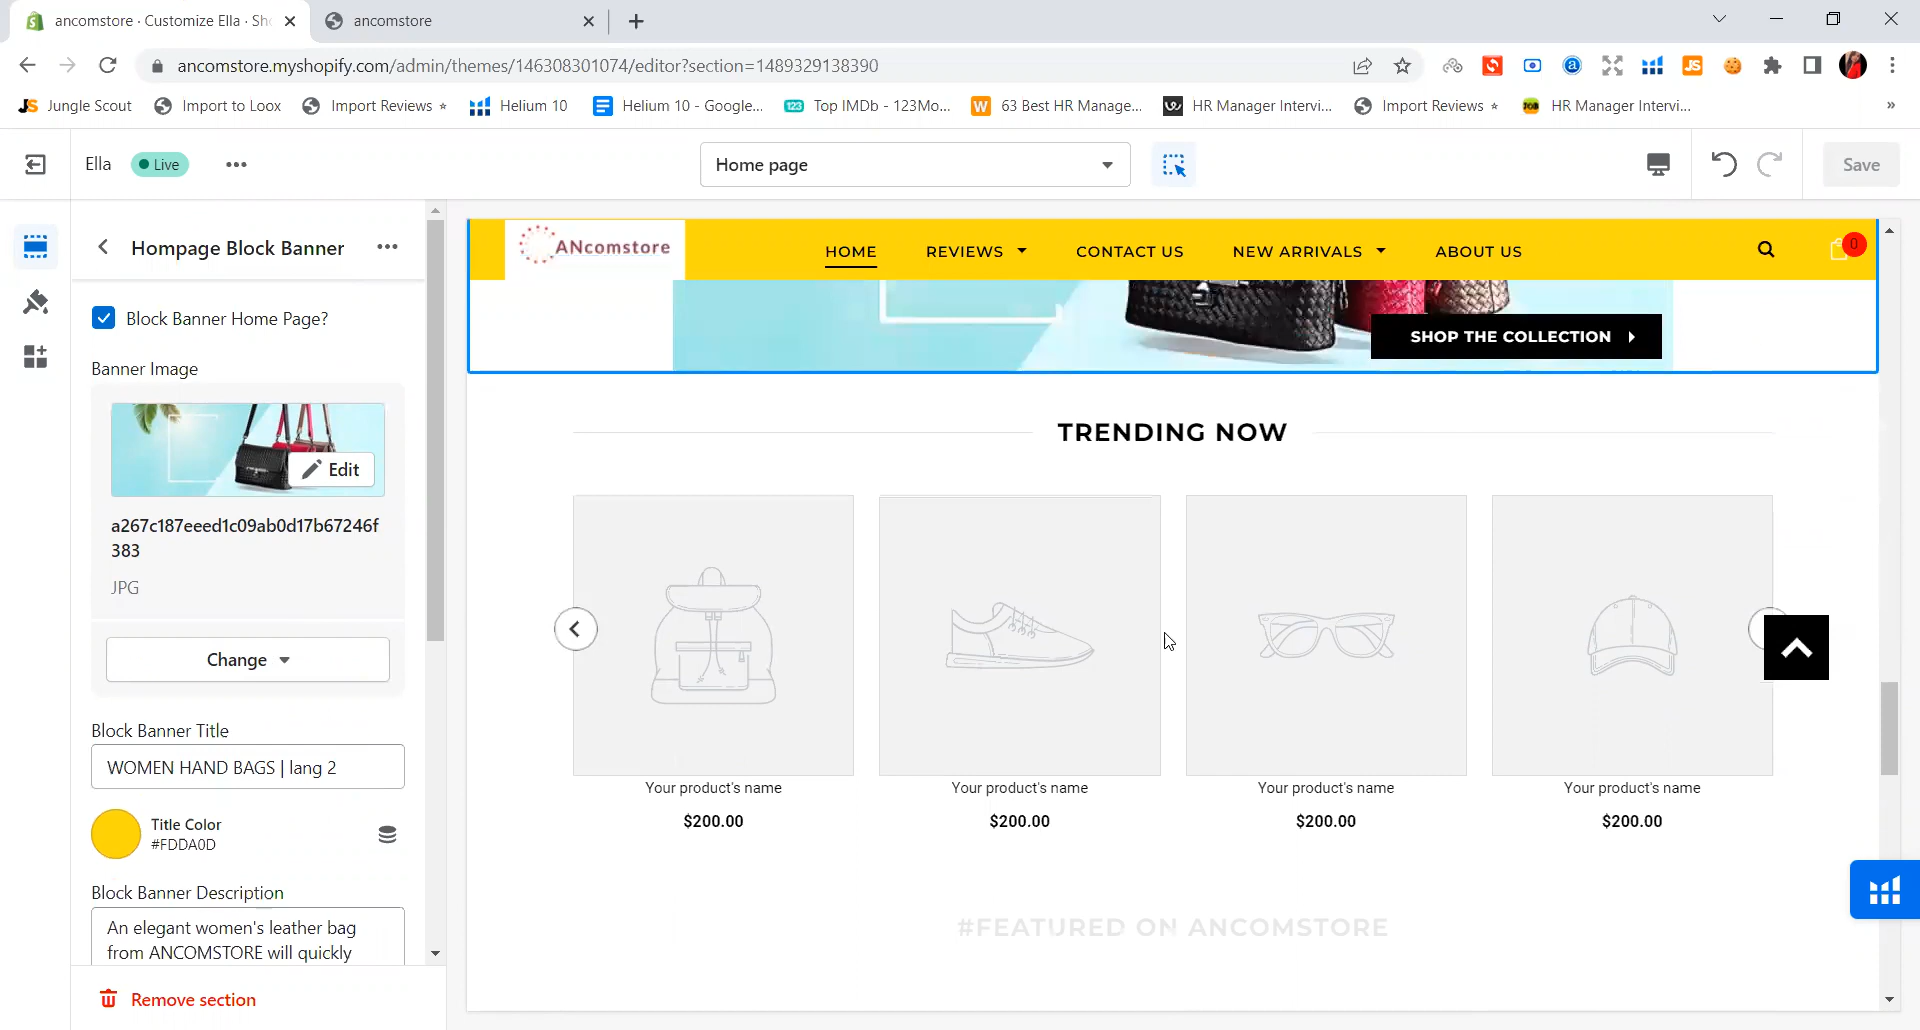 ancomstore · Customize Ella · Sh
ancomstore
ancomstore.myshopify.com/admin/themes/146308301074/editor?section=1489329138390
Jungle Scout
Import to Loox
Import Reviews
Helium 10
Helium 10 - Google...
Top IMDb - 123Mo...
63 Best HR Manage...
HR Manager Intervi...
Import Reviews
HR Manager Intervi...
»
Ella
Live
Home page
Save
Hompage Block Banner
Block Banner Home Page?
Banner Image
Edit
a267c187eeed1c09ab0d17b67246f
383
JPG
Change
Block Banner Title
WOMEN HAND BAGS | lang 2
Title Color
#FDDA0D
Block Banner Description
An elegant women's leather bag
from ANCOMSTORE will quickly
Remove section
ANcomstore
HOME
REVIEWS
CONTACT US
NEW ARRIVALS
ABOUT US
0
SHOP THE COLLECTION
TRENDING NOW
Your product's name
$200.00
Your product's name
$200.00
Your product's name
$200.00
Your product's name
$200.00
#FEATURED ON ANCOMSTORE